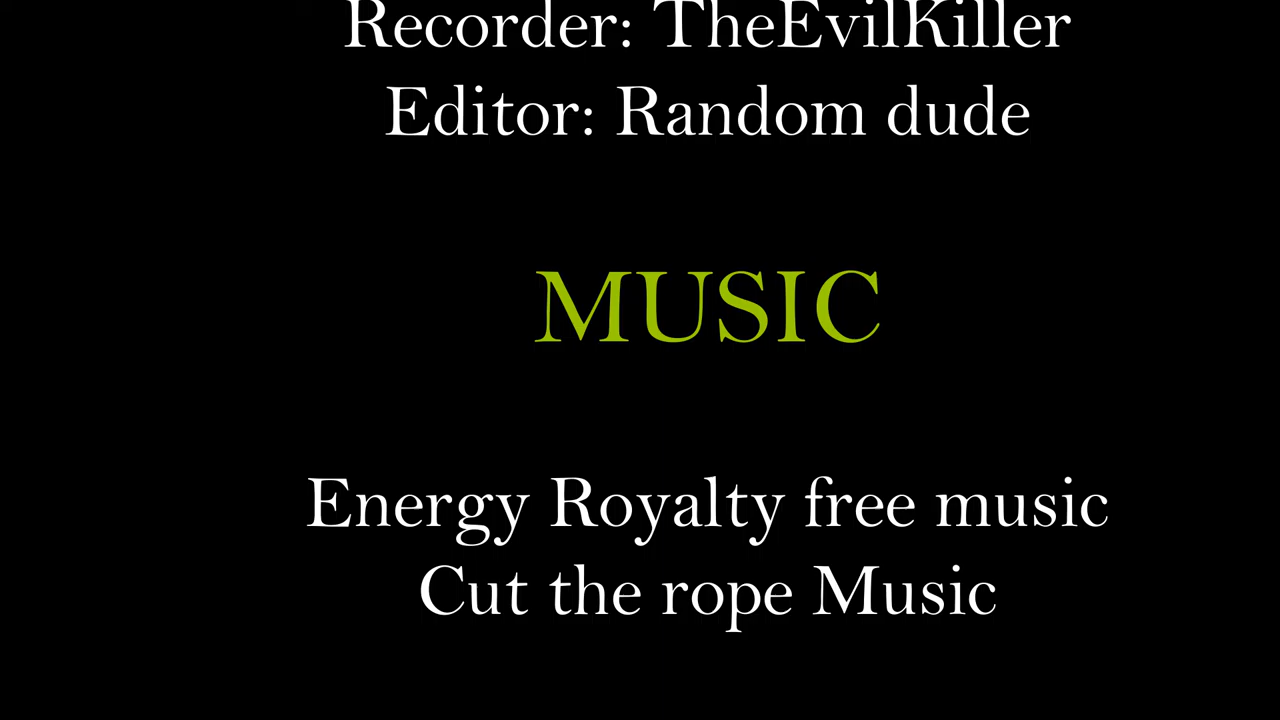 Recorder: TheEvilKiller
Editor: Random dude
MUSIC
Energy Royalty free music
Cut the rope Music